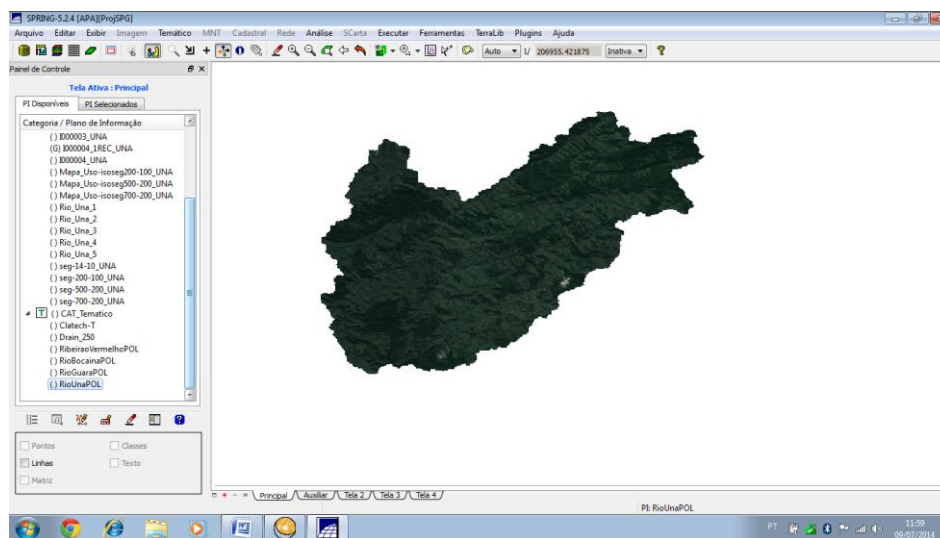 SPRING-5.2.4 [APA][ProjSPG]
Arquivo Editar Exibir Imagem Temático MNT Cadastral Rede Análise SCarta Executar Ferramentas TerraLib Plugins Ajuda
Auto 1/ 206955.421875 Inativa
Painel de Controle
Tela Ativa : Principal
PI Disponíveis PI Selecionados
Categoria / Plano de Informação
() I000003_UNA
(G) I000004_1REC_UNA
() I000004_UNA
() Mapa_Uso-isoseg200-100_UNA
() Mapa_Uso-isoseg500-200_UNA
() Mapa_Uso-isoseg700-200_UNA
() Rio_Una_1
() Rio_Una_2
() Rio_Una_3
() Rio_Una_4
() Rio_Una_5
() seg-14-10_UNA
() seg-200-100_UNA
() seg-500-200_UNA
() seg-700-200_UNA
T () CAT_Tematico
() Clatech-T
() Drain_250
() RibeiraoVermelhoPOL
() RioBocainaPOL
() RioGuaraPOL
() RioUnaPOL
Pontos Classes
Linhas Texto
Matriz
Principal Auxiliar Tela 2 Tela 3 Tela 4
PI: RioUnaPOL
PT 11:59
09/07/2014